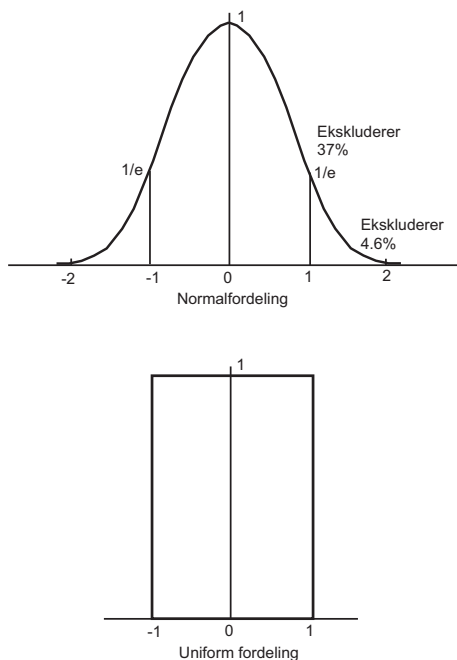 1
Ekskluderer
37%
1/e
1/e
Ekskluderer
4.6%
-2
-1
0
1
2
Normalfordeling
1
-1
0
1
Uniform fordeling